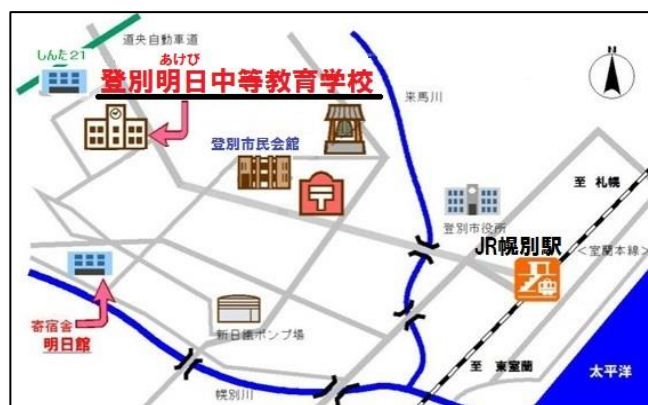 道央自動車道
しんた21
あけび
登別明日中等教育学校
来馬川
登別市民会館
至 札幌
登別市役所
JR幌別駅
<室蘭本線>
寄宿舎
明日館
新日鐵ポンプ場
至 東室蘭
太平洋
幌別川